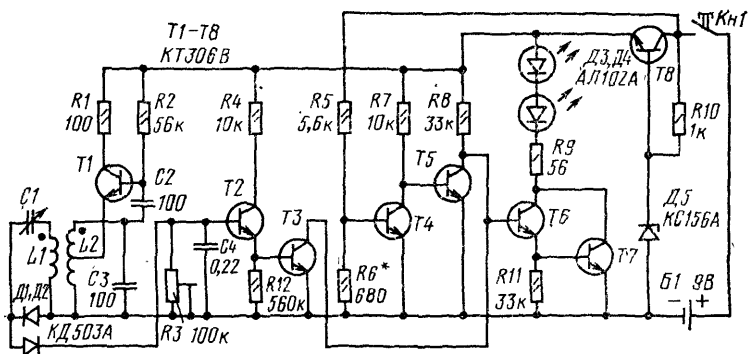 T1-T8
КТ306В
Кн1
R1
100
R2
56к
R4
10к
R5
5,6к
R7
10к
R8
33к
Д3,Д4
АЛ102А
T8
R10
1к
R9
56
T1
C2
100
T2
T3
T4
T5
T6
T7
Д5
КС156А
C1
L1
L2
C3
100
C4
0,22
R12
560к
R6*
680
R11
33к
Б1 9В
- +
Д1,Д2
КД503А
R3 100к